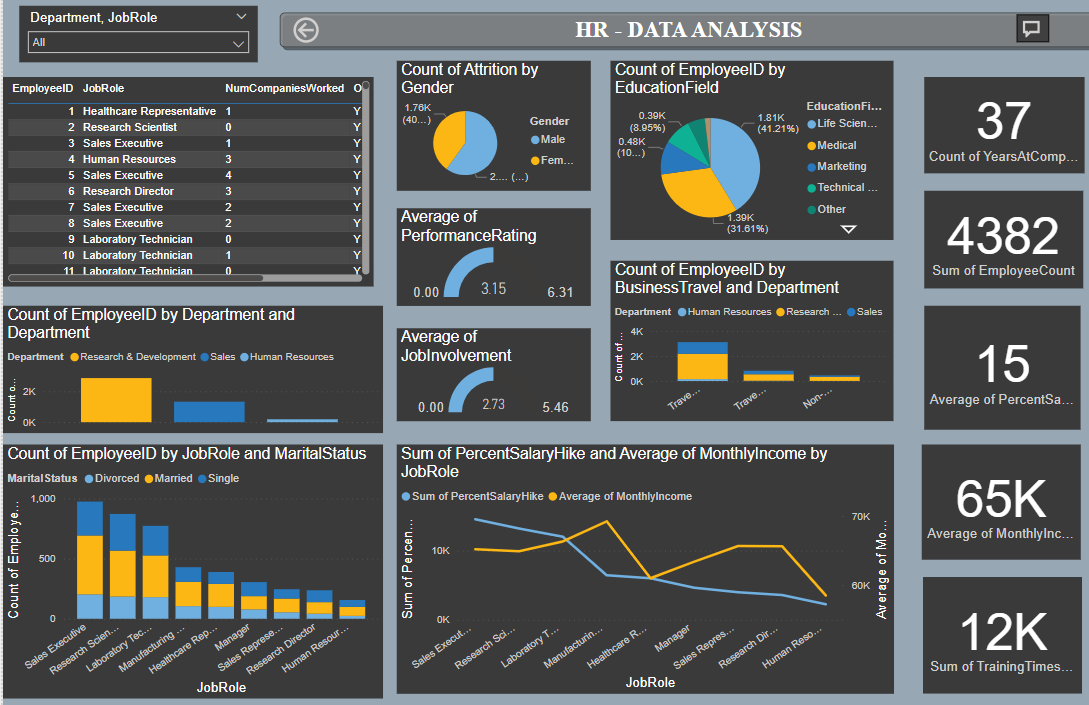 Department, JobRole
All
HR - DATA ANALYSIS
EmployeeID JobRole NumCompaniesWorked O
1 Healthcare Representative 1 Y
2 Research Scientist 0 Y
3 Sales Executive 1 Y
4 Human Resources 3 Y
5 Sales Executive 4 Y
6 Research Director 3 Y
7 Sales Executive 2 Y
8 Sales Executive 2 Y
9 Laboratory Technician 0 Y
10 Laboratory Technician 1 Y
11 Laboratory Technician 0 Y
Count of Attrition by
Gender
1.76K
(40...)
Gender
Male
Fem...
2.... (...)
Count of EmployeeID by
EducationField
0.39K
(8.95%)
0.48K
(10...)
1.81K
(41.21%)
1.39K
(31.61%)
EducationFi...
Life Scien...
Medical
Marketing
Technical ...
Other
37
Count of YearsAtComp...
Average of
PerformanceRating
0.00 3.15 6.31
4382
Sum of EmployeeCount
Count of EmployeeID by
BusinessTravel and Department
Department Human Resources Research ... Sales
Count of ...
4K
2K
0K
Trave...
Trave...
Non-...
Count of EmployeeID by Department and
Department
Department Research & Development Sales Human Resources
Count o...
2K
0K
Average of
JobInvolvement
0.00 2.73 5.46
15
Average of PercentSa...
Count of EmployeeID by JobRole and MaritalStatus
MaritalStatus Divorced Married Single
Count of Employe...
1,000
500
0
Sales Executive
Research Scien...
Laboratory Tec...
Manufacturing ...
Healthcare Rep...
Manager
Sales Represe...
Research Director
Human Resour...
JobRole
Sum of PercentSalaryHike and Average of MonthlyIncome by
JobRole
Sum of PercentSalaryHike Average of MonthlyIncome
Sum of Percen...
10K
0K
70K
60K
Average of Mo...
Sales Execut...
Research Sci...
Laboratory T...
Manufacturin...
Healthcare R...
Manager
Sales Repres...
Research Dir...
Human Reso...
JobRole
65K
Average of MonthlyInc...
12K
Sum of TrainingTimes...